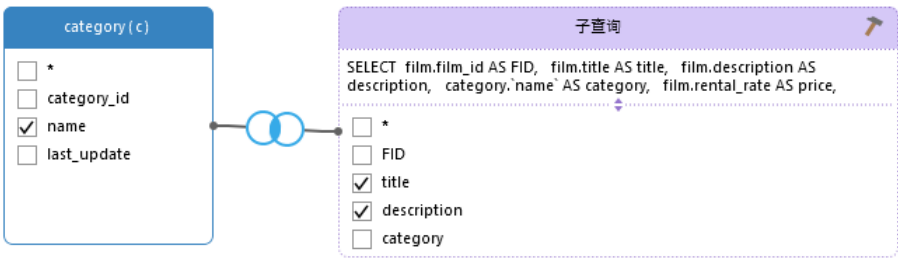 category(c)
*
category_id
name
last_update
子查询
SELECT film.film_id AS FID, film.title AS title, film.description AS
description, category.`name` AS category, film.rental_rate AS price,
*
FID
title
description
category